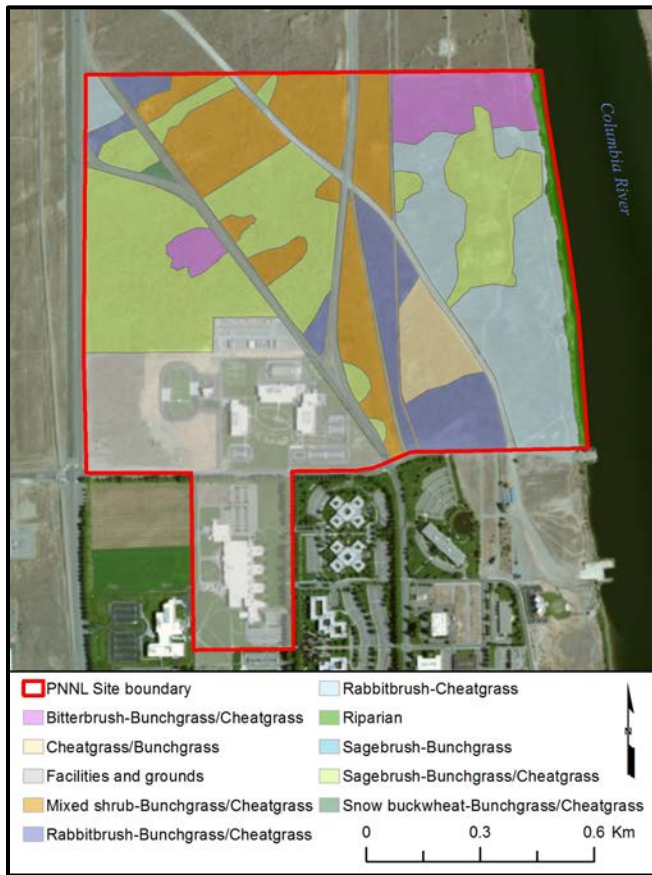 Columbia River
PNNL Site boundary
Bitterbrush-Bunchgrass/Cheatgrass
Cheatgrass/Bunchgrass
Facilities and grounds
Mixed shrub-Bunchgrass/Cheatgrass
Rabbitbrush-Bunchgrass/Cheatgrass
Rabbitbrush-Cheatgrass
Riparian
Sagebrush-Bunchgrass
Sagebrush-Bunchgrass/Cheatgrass
Snow buckwheat-Bunchgrass/Cheatgrass
N
0 0.3 0.6 Km